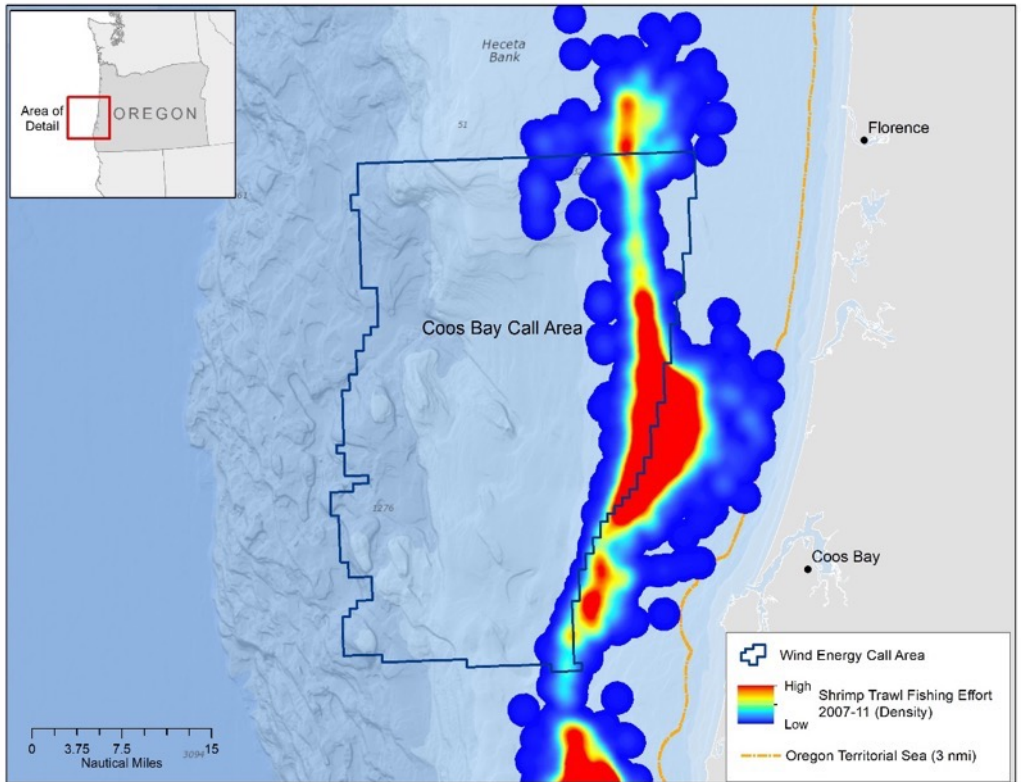 Area of
Detail
OREGON
Heceta
Bank
51
Florence
61
Coos Bay Call Area
1276
Coos Bay
Wind Energy Call Area
High
Low
Shrimp Trawl Fishing Effort
2007-11 (Density)
Oregon Territorial Sea (3 nmi)
0 3.75 7.5 15
Nautical Miles
3094